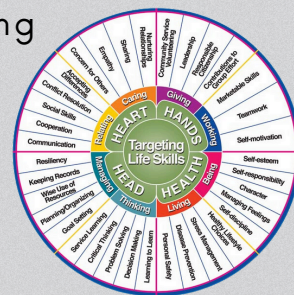 ng
Nurturing
Relationships
Sharing
Empathy
Concern for Others
Accepting
Differences
Conflict Resolution
Social Skills
Cooperation
Communication
Community Service
Volunteering
Leadership
Responsible
Citizenship
Contributions to
Group Effort
Marketable Skills
Teamwork
Self-motivation
Caring
Giving
Relating
Working
HEART
HANDS
Targeting
Life Skills
HEAD
HEALTH
Managing
Being
Thinking
Living
Resiliency
Keeping Records
Wise Use of
Resources
Planning/Organizing
Goal Setting
Service Learning
Critical Thinking
Problem Solving
Decision Making
Learning to Learn
Self-esteem
Self-responsibility
Character
Managing Feelings
Self-discipline
Healthy Lifestyle
Choices
Stress Management
Disease Prevention
Personal Safety